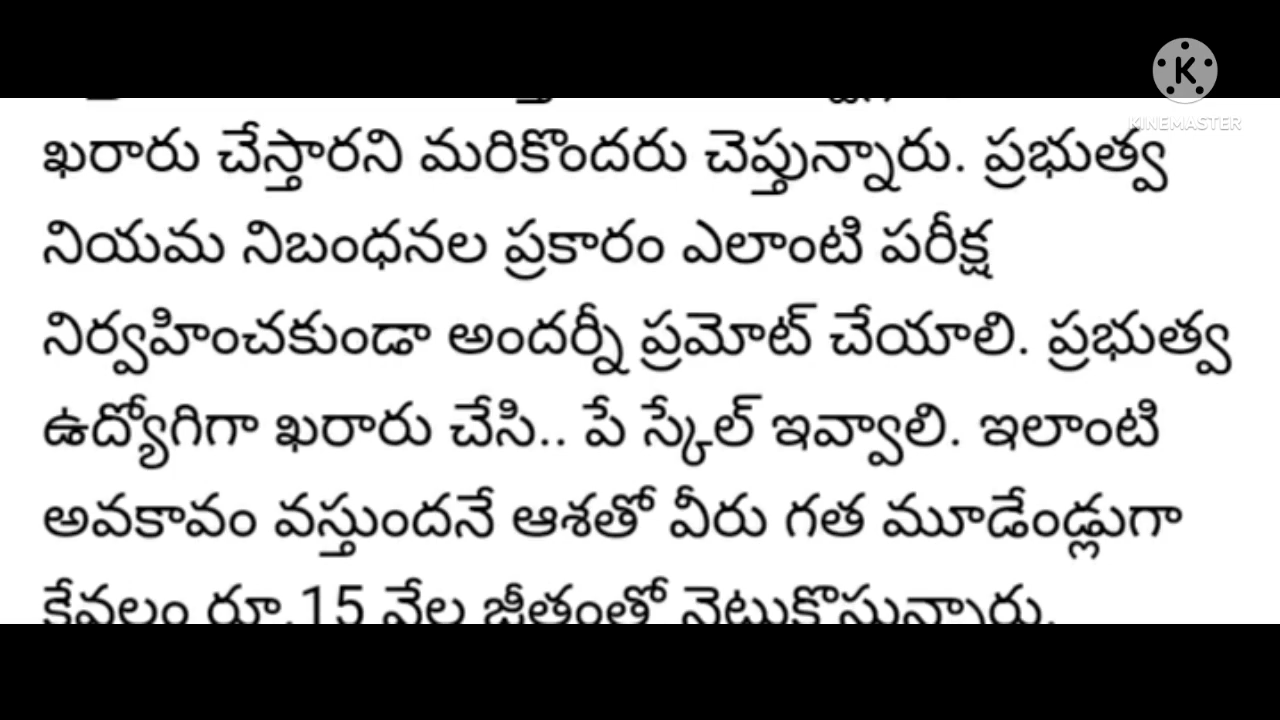 KINEMASTER
ఖరారు చేస్తారని మరికొందరు చెప్తున్నారు. ప్రభుత్వ
నియమ నిబంధనల ప్రకారం ఎలాంటి పరీక్ష
నిర్వహించకుండా అందర్నీ ప్రమోట్ చేయాలి. ప్రభుత్వ
ఉద్యోగిగా ఖరారు చేసి.. పే స్కేల్ ఇవ్వాలి. ఇలాంటి
అవకావం వస్తుందనే ఆశతో వీరు గత మూడేండ్లుగా
కేవలం రూ.15 వేల జీతంతో నెట్టుకొస్తున్నారు.